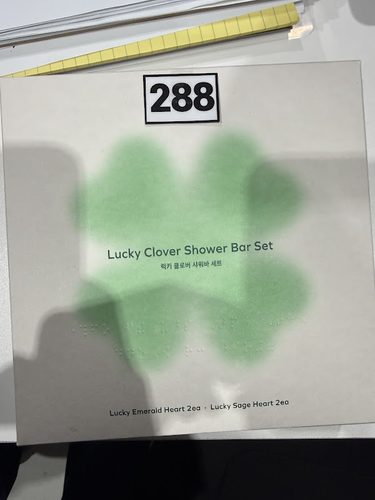 288
Lucky Clover Shower Bar Set
럭키 클로버 샤워바 세트
Lucky Emerald Heart 2ea · Lucky Sage Heart 2ea